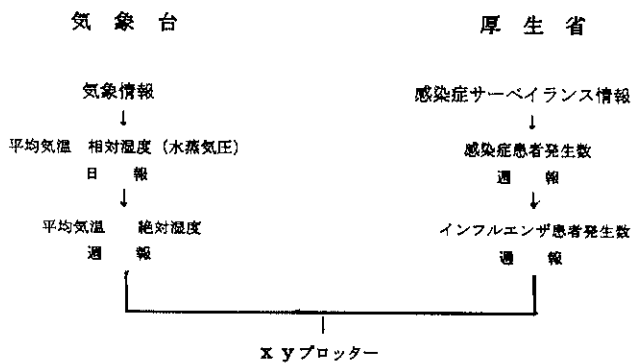 気象台
気象情報
↓
平均気温 相対湿度(水蒸気圧)
日 報
↓
平均気温 絶対湿度
週 報
厚生省
感染症サーベイランス情報
↓
感染症患者発生数
週 報
↓
インフルエンザ患者発生数
週 報
xyプロッター